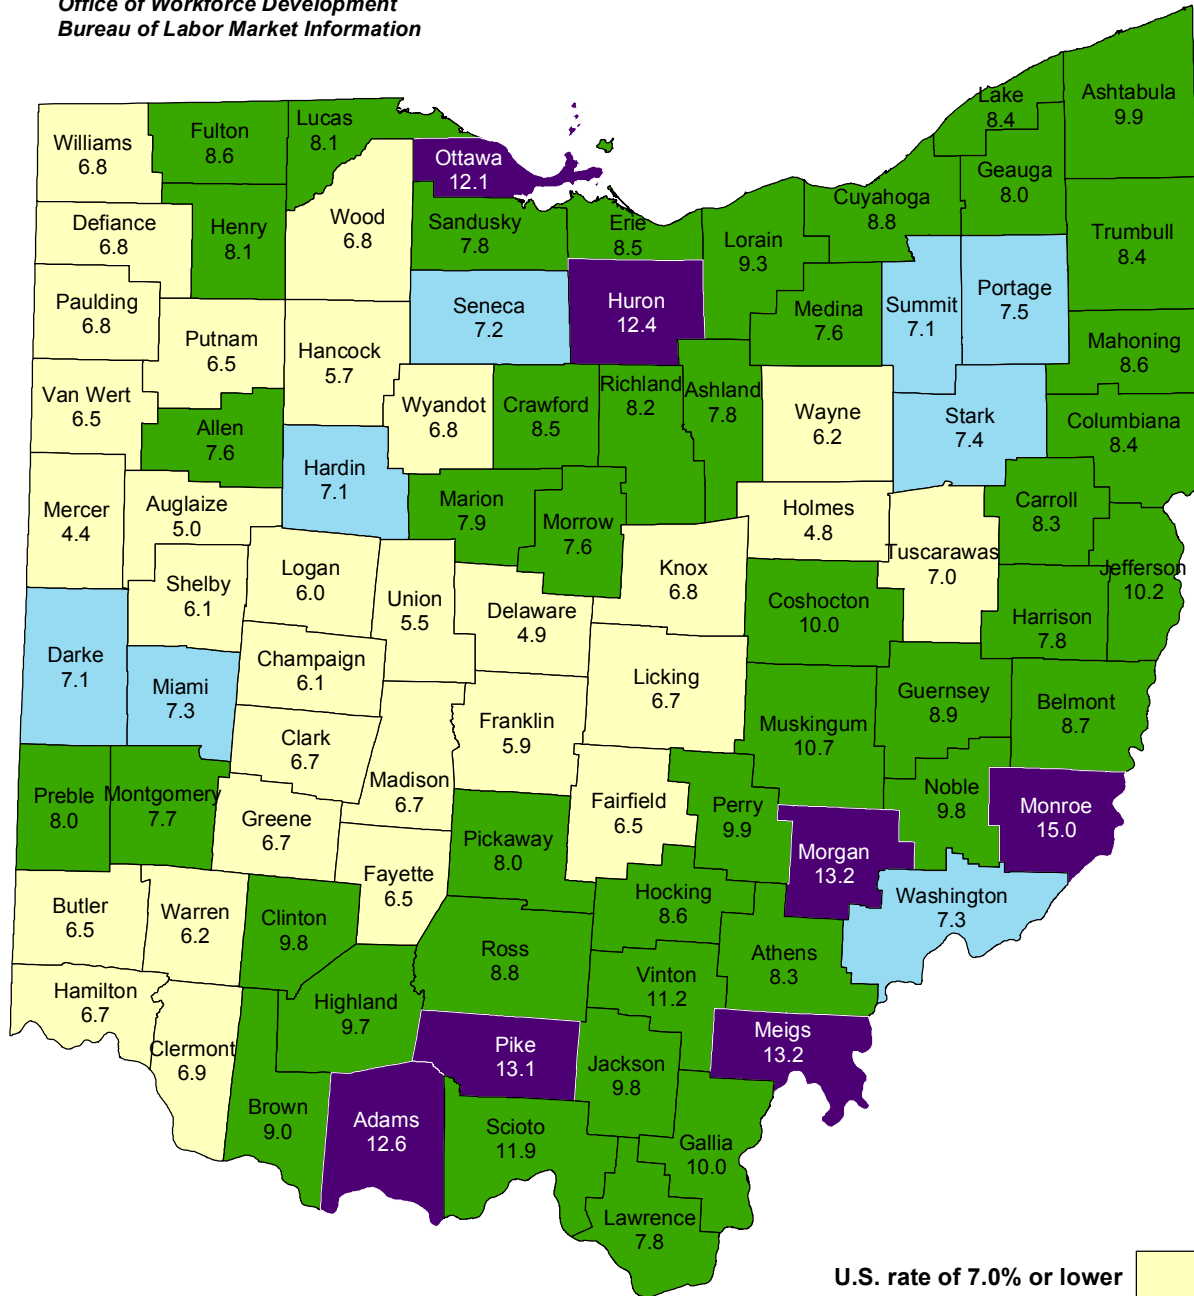 Office of Workforce Development
Bureau of Labor Market Information
Lake
8.4
Ashtabula
9.9
Lucas
8.1
Fulton
8.6
Williams
6.8
Ottawa
12.1
Geauga
8.0
Cuyahoga
8.8
Defiance
6.8
Henry
8.1
Wood
6.8
Sandusky
7.8
Erie
8.5
Lorain
9.3
Trumbull
8.4
Paulding
6.8
Seneca
7.2
Huron
12.4
Medina
7.6
Summit
7.1
Portage
7.5
Putnam
6.5
Hancock
5.7
Mahoning
8.6
Van Wert
6.5
Allen
7.6
Wyandot
6.8
Crawford
8.5
Richland
8.2
Ashland
7.8
Wayne
6.2
Stark
7.4
Columbiana
8.4
Hardin
7.1
Mercer
4.4
Auglaize
5.0
Marion
7.9
Morrow
7.6
Holmes
4.8
Carroll
8.3
Tuscarawas
7.0
Jefferson
10.2
Shelby
6.1
Logan
6.0
Union
5.5
Delaware
4.9
Knox
6.8
Coshocton
10.0
Harrison
7.8
Darke
7.1
Miami
7.3
Champaign
6.1
Licking
6.7
Franklin
5.9
Muskingum
10.7
Guernsey
8.9
Belmont
8.7
Clark
6.7
Madison
6.7
Preble
8.0
Montgomery
7.7
Greene
6.7
Fairfield
6.5
Perry
9.9
Noble
9.8
Monroe
15.0
Pickaway
8.0
Morgan
13.2
Fayette
6.5
Hocking
8.6
Washington
7.3
Butler
6.5
Warren
6.2
Clinton
9.8
Ross
8.8
Athens
8.3
Vinton
11.2
Hamilton
6.7
Highland
9.7
Pike
13.1
Meigs
13.2
Clermont
6.9
Jackson
9.8
Brown
9.0
Adams
12.6
Scioto
11.9
Gallia
10.0
Lawrence
7.8
U.S. rate of 7.0% or lower